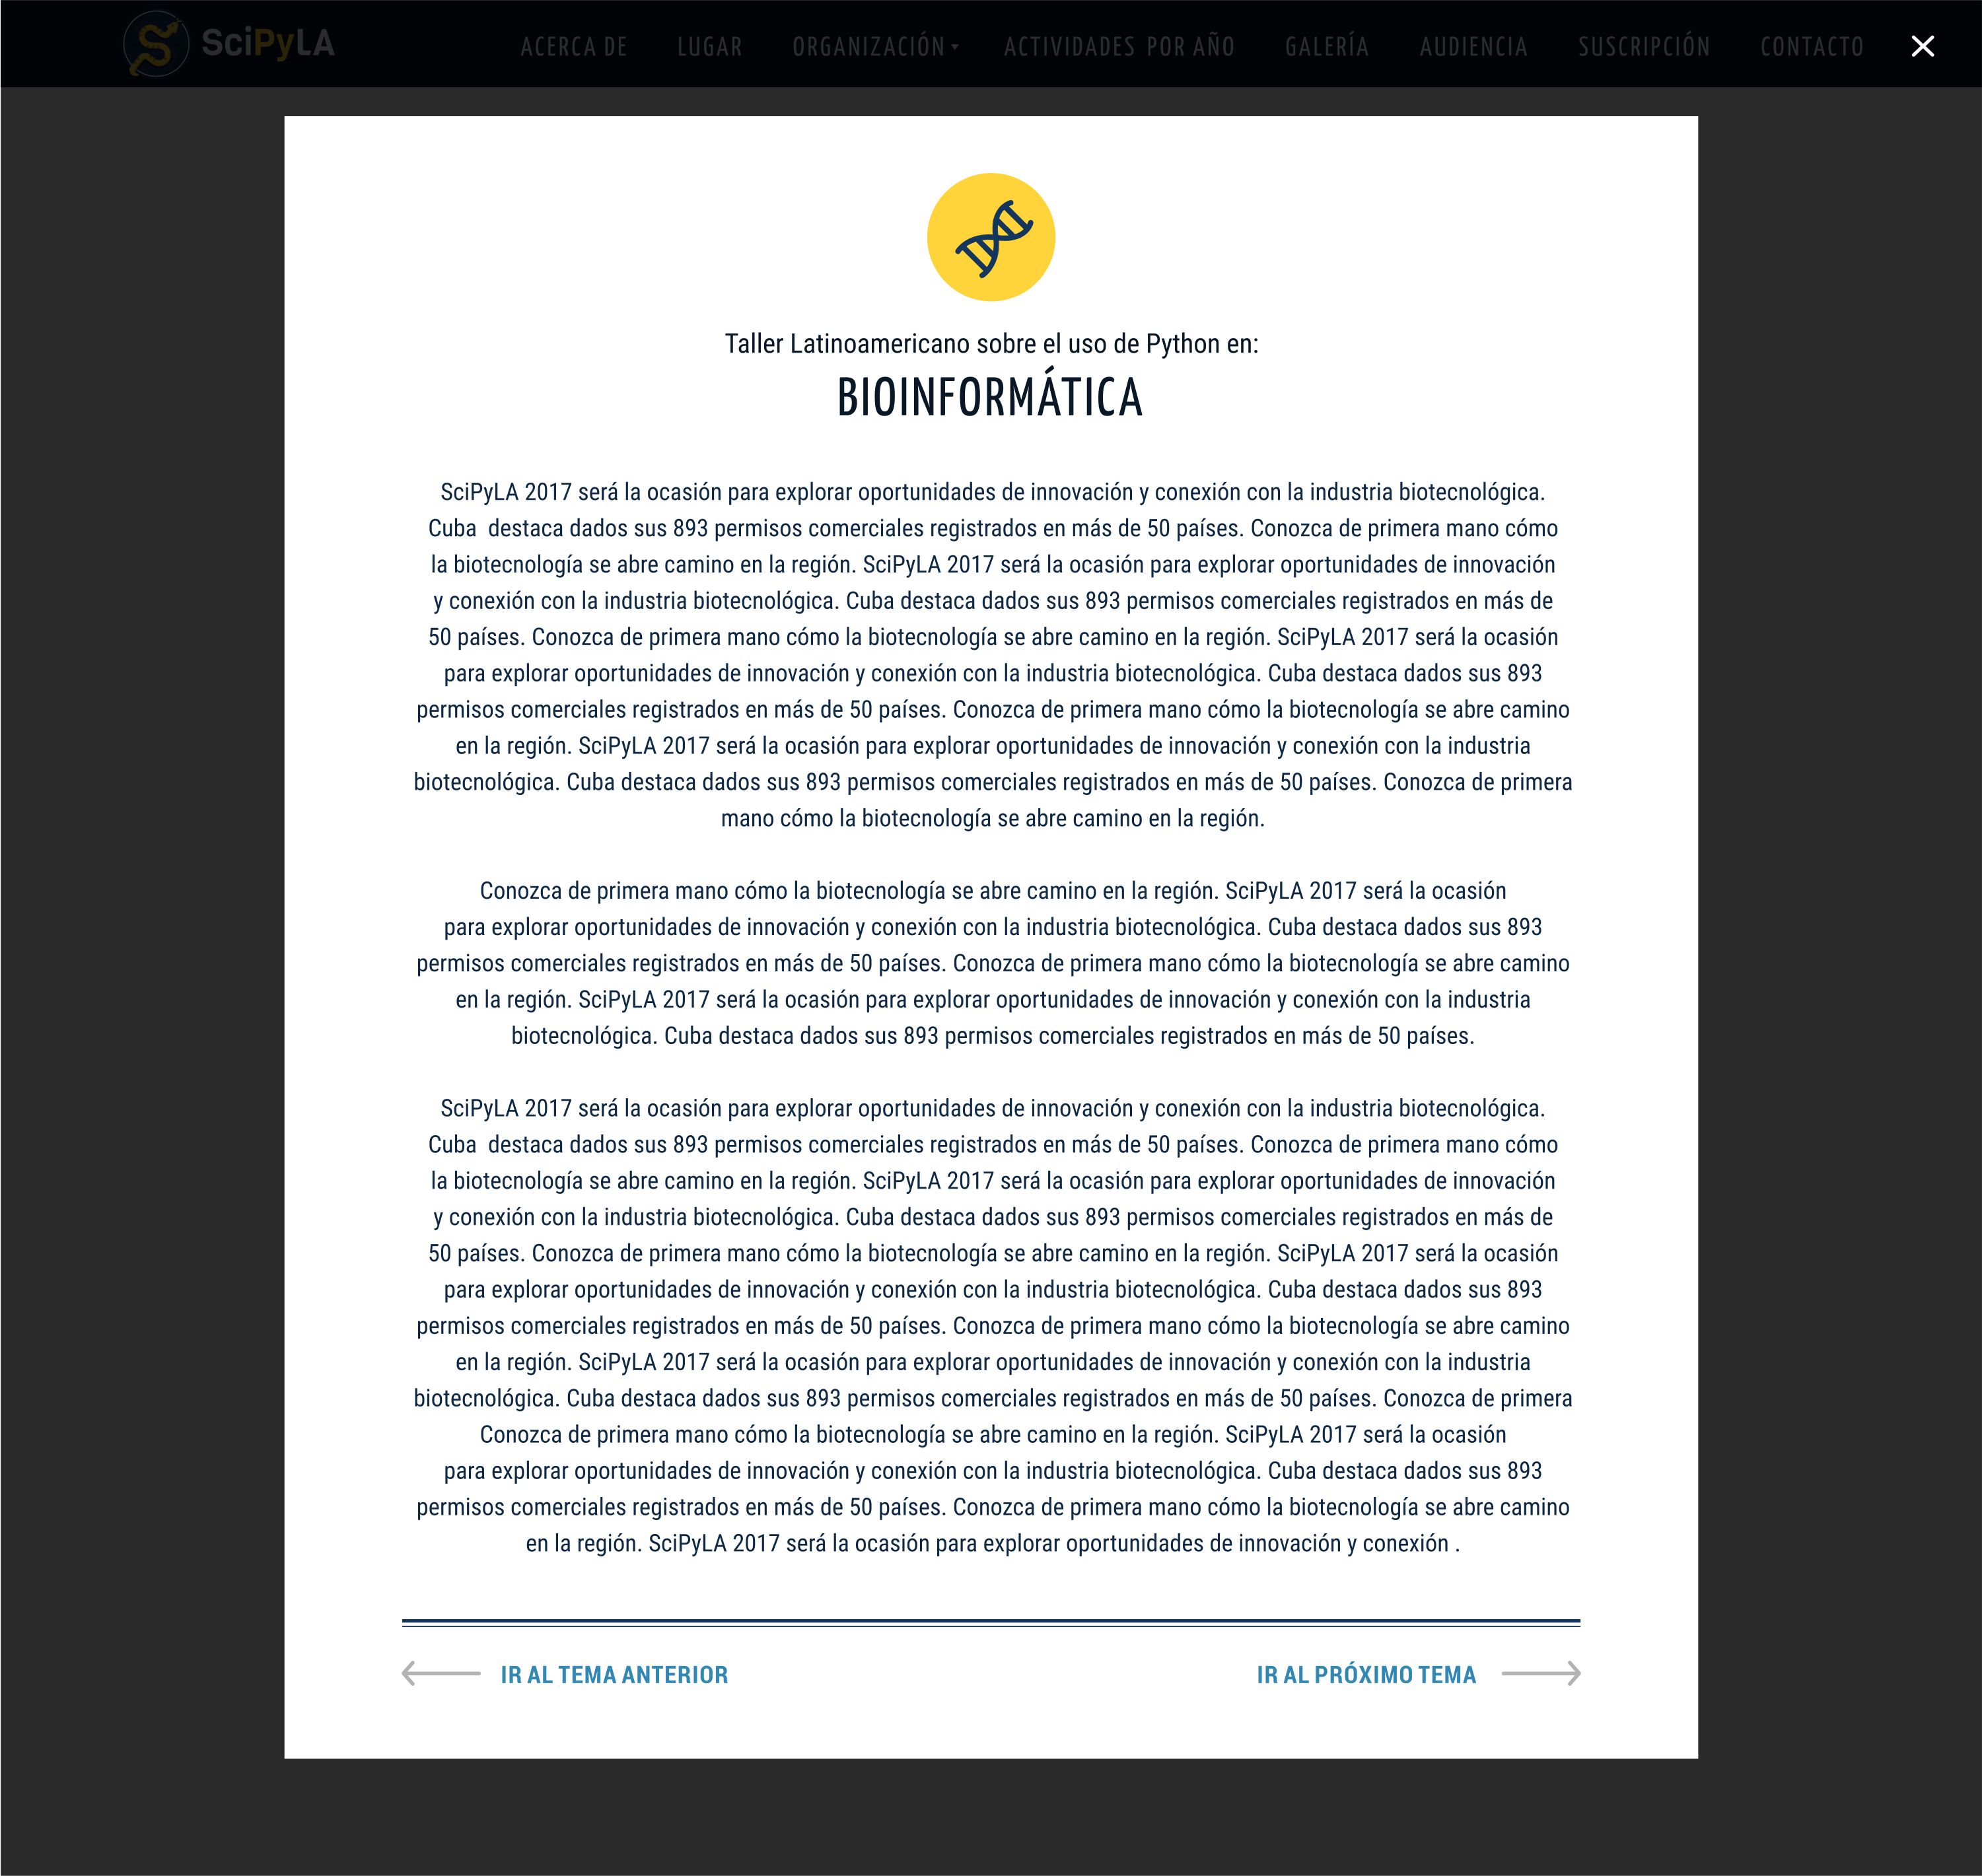 SciPyLA
ACERCA DE LUGAR ORGANIZACIÓN ACTIVIDADES POR AÑO GALERÍA AUDIENCIA SUSCRIPCIÓN CONTACTO
Taller Latinoamericano sobre el uso de Python en:
BIOINFORMÁTICA
SciPyLA 2017 será la ocasión para explorar oportunidades de innovación y conexión con la industria biotecnológica.
Cuba  destaca dados sus 893 permisos comerciales registrados en más de 50 países. Conozca de primera mano cómo
la biotecnología se abre camino en la región. SciPyLA 2017 será la ocasión para explorar oportunidades de innovación
y conexión con la industria biotecnológica. Cuba destaca dados sus 893 permisos comerciales registrados en más de
50 países. Conozca de primera mano cómo la biotecnología se abre camino en la región. SciPyLA 2017 será la ocasión
para explorar oportunidades de innovación y conexión con la industria biotecnológica. Cuba destaca dados sus 893
permisos comerciales registrados en más de 50 países. Conozca de primera mano cómo la biotecnología se abre camino
en la región. SciPyLA 2017 será la ocasión para explorar oportunidades de innovación y conexión con la industria
biotecnológica. Cuba destaca dados sus 893 permisos comerciales registrados en más de 50 países. Conozca de primera
mano cómo la biotecnología se abre camino en la región.
Conozca de primera mano cómo la biotecnología se abre camino en la región. SciPyLA 2017 será la ocasión
para explorar oportunidades de innovación y conexión con la industria biotecnológica. Cuba destaca dados sus 893
permisos comerciales registrados en más de 50 países. Conozca de primera mano cómo la biotecnología se abre camino
en la región. SciPyLA 2017 será la ocasión para explorar oportunidades de innovación y conexión con la industria
biotecnológica. Cuba destaca dados sus 893 permisos comerciales registrados en más de 50 países.
SciPyLA 2017 será la ocasión para explorar oportunidades de innovación y conexión con la industria biotecnológica.
Cuba  destaca dados sus 893 permisos comerciales registrados en más de 50 países. Conozca de primera mano cómo
la biotecnología se abre camino en la región. SciPyLA 2017 será la ocasión para explorar oportunidades de innovación
y conexión con la industria biotecnológica. Cuba destaca dados sus 893 permisos comerciales registrados en más de
50 países. Conozca de primera mano cómo la biotecnología se abre camino en la región. SciPyLA 2017 será la ocasión
para explorar oportunidades de innovación y conexión con la industria biotecnológica. Cuba destaca dados sus 893
permisos comerciales registrados en más de 50 países. Conozca de primera mano cómo la biotecnología se abre camino
en la región. SciPyLA 2017 será la ocasión para explorar oportunidades de innovación y conexión con la industria
biotecnológica. Cuba destaca dados sus 893 permisos comerciales registrados en más de 50 países. Conozca de primera
Conozca de primera mano cómo la biotecnología se abre camino en la región. SciPyLA 2017 será la ocasión
para explorar oportunidades de innovación y conexión con la industria biotecnológica. Cuba destaca dados sus 893
permisos comerciales registrados en más de 50 países. Conozca de primera mano cómo la biotecnología se abre camino
en la región. SciPyLA 2017 será la ocasión para explorar oportunidades de innovación y conexión .
IR AL TEMA ANTERIOR
IR AL PRÓXIMO TEMA